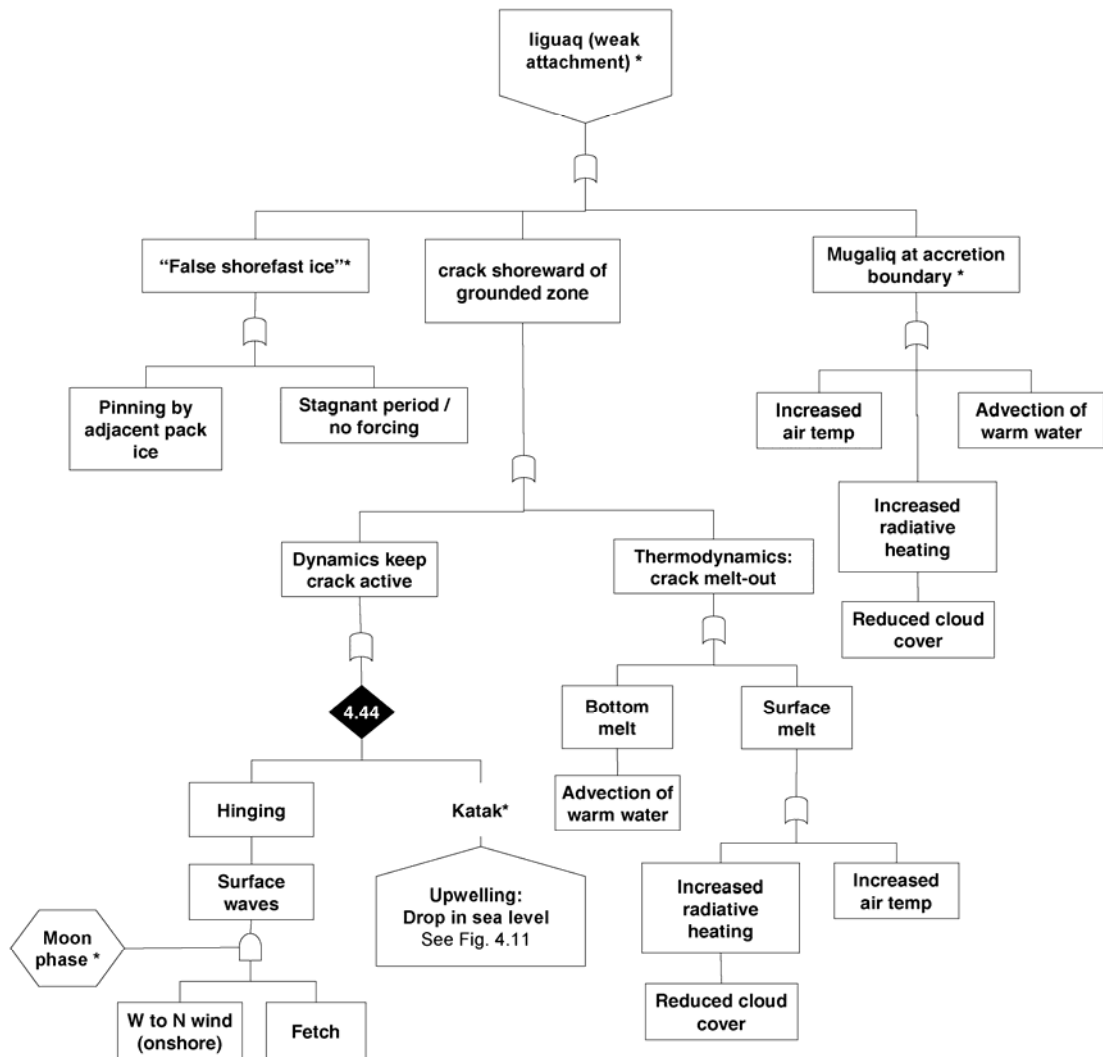 liguaq (weak
attachment) *
“False shorefast ice”*
crack shoreward of
grounded zone
Mugaliq at accretion
boundary *
Pinning by
adjacent pack
ice
Stagnant period /
no forcing
Increased
air temp
Advection of
warm water
Increased
radiative
heating
Reduced cloud
cover
Dynamics keep
crack active
Thermodynamics:
crack melt-out
4.44
Bottom
melt
Surface
melt
Advection of
warm water
Hinging
Katak*
Surface
waves
Upwelling:
Drop in sea level
See Fig. 4.11
Increased
radiative
heating
Increased
air temp
Moon
phase *
W to N wind
(onshore)
Fetch
Reduced cloud
cover